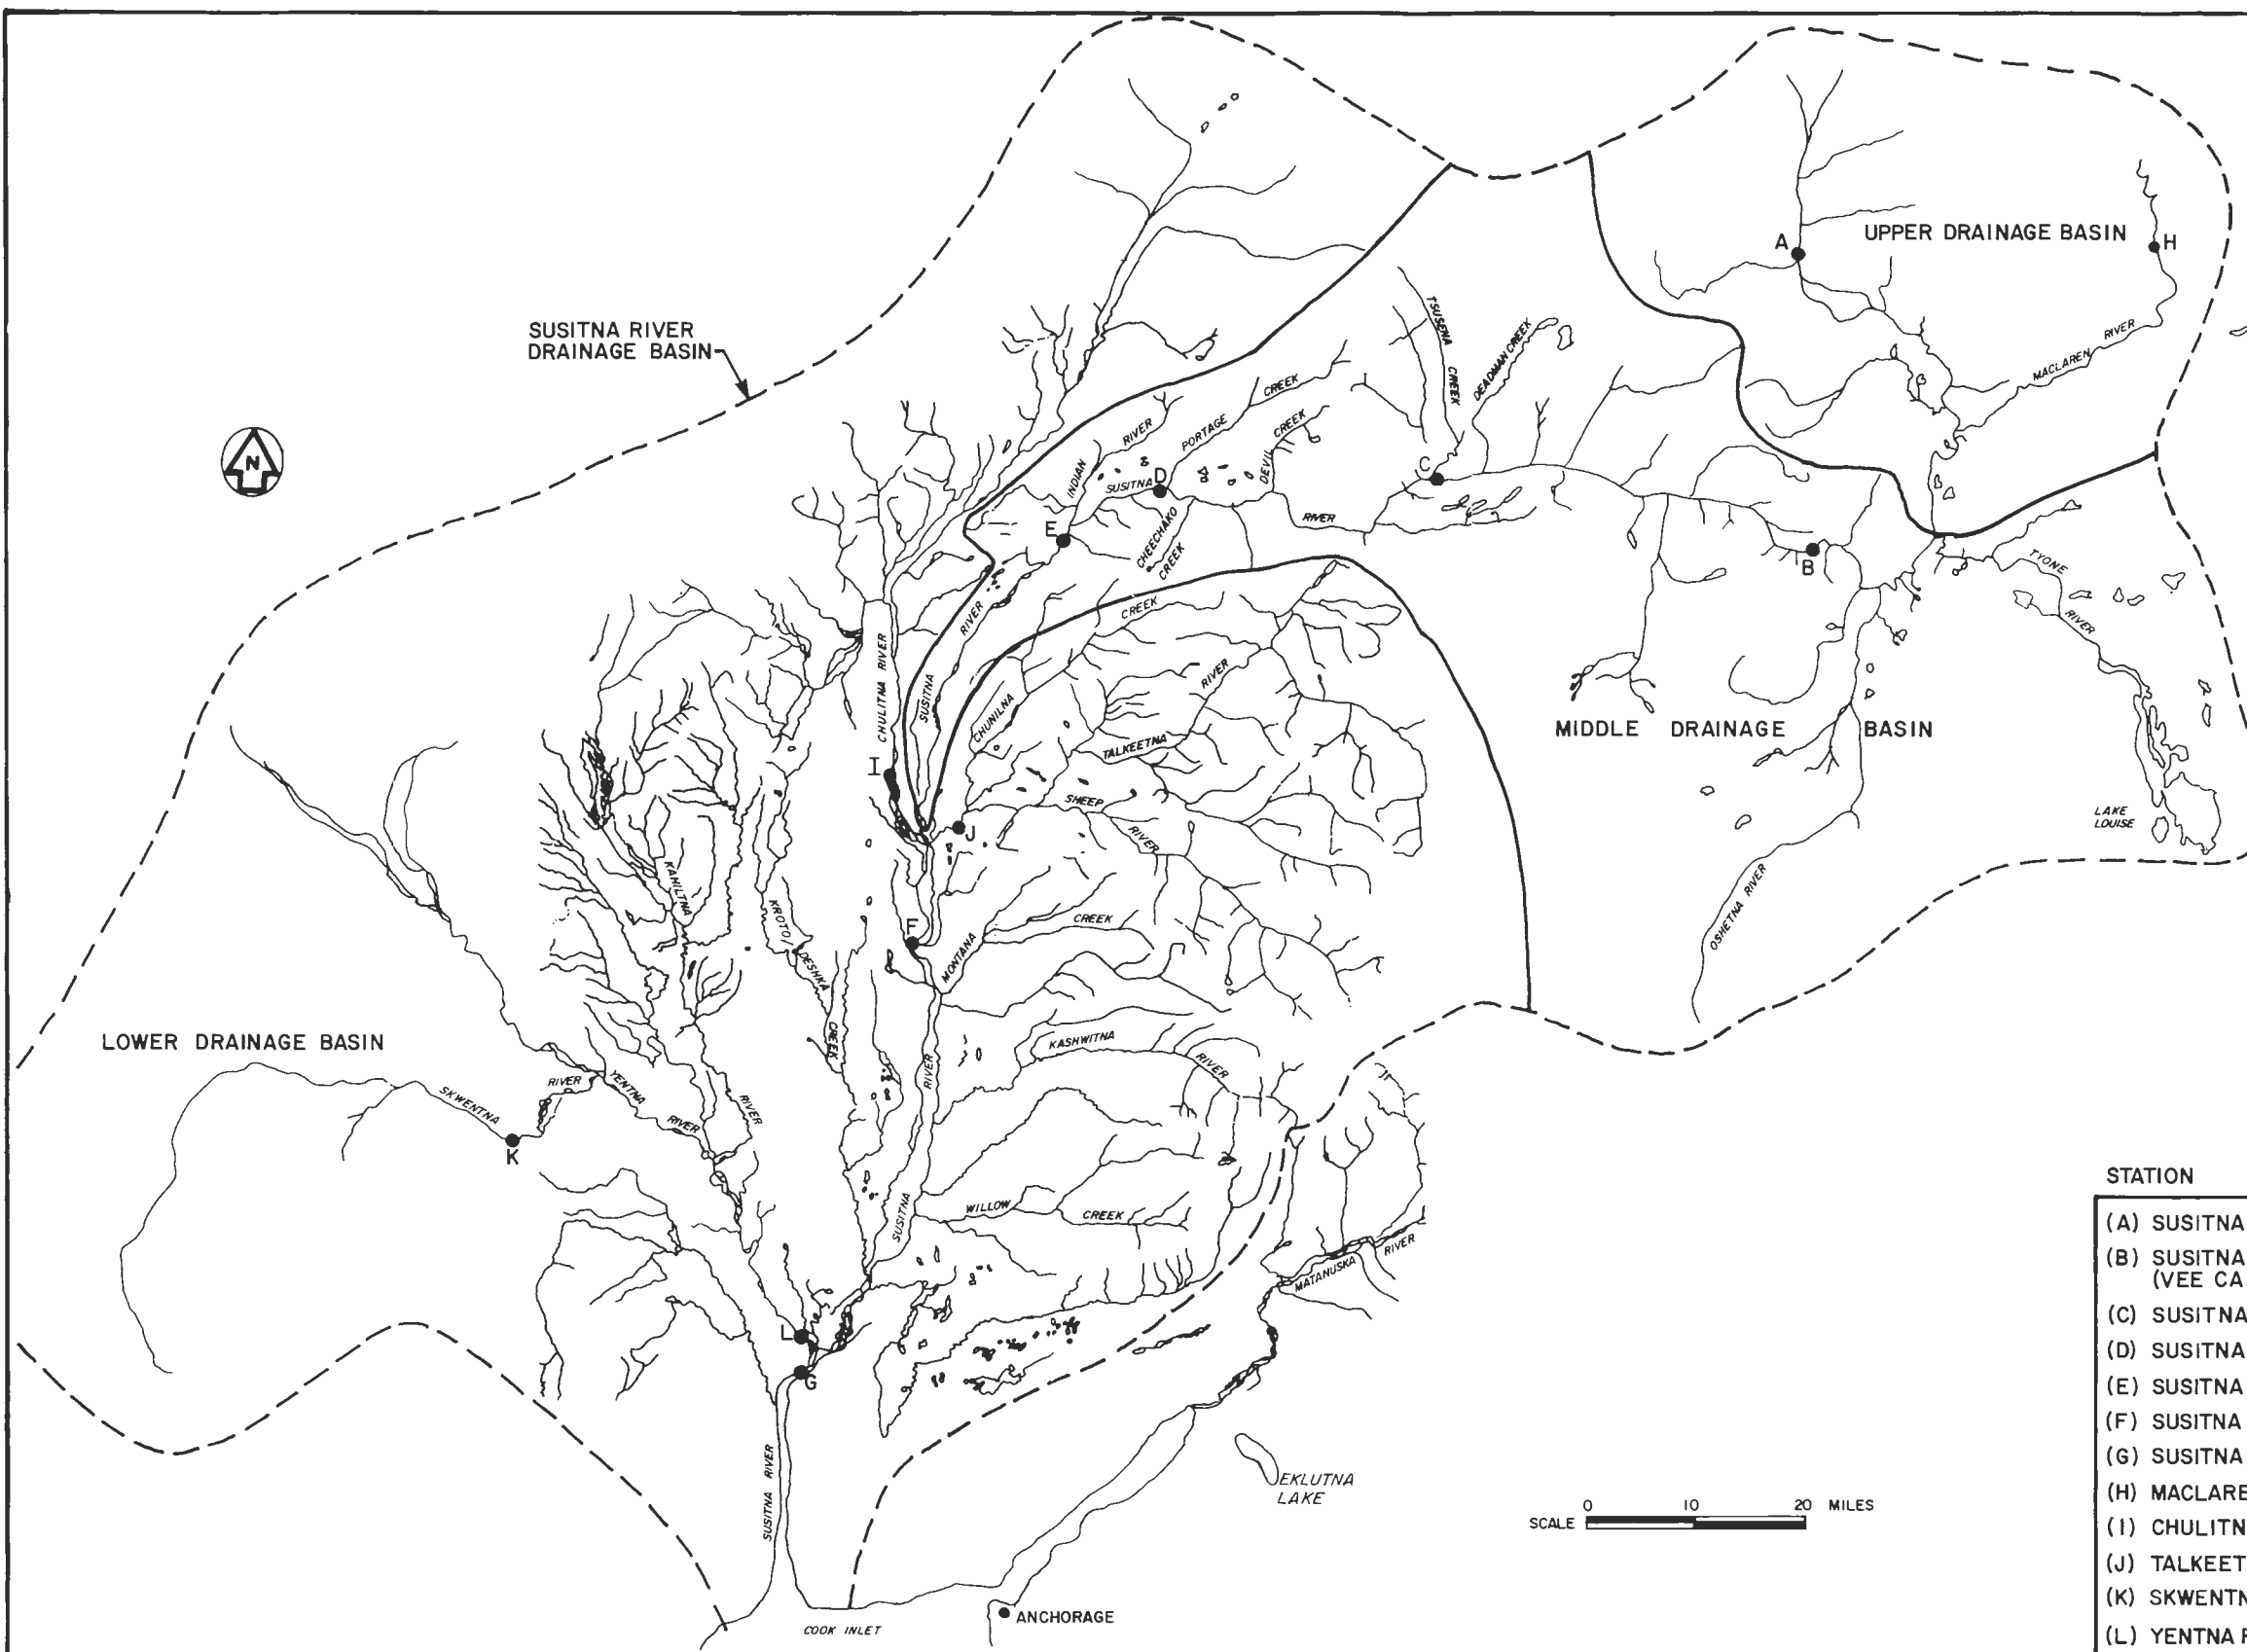 SUSITNA RIVER
DRAINAGE BASIN
N
UPPER DRAINAGE BASIN
A
H
MACLAREN RIVER
TSUSENA CREEK
DEADMAN CREEK
PORTAGE CREEK
INDIAN RIVER
DEVIL CREEK
SUSITNA
D
C
E
RIVER
CHEECHAKO
CREEK
B
TYONE RIVER
RIVER
SUSITNA
CHULITNA RIVER
CHUNILNA CREEK
TALKEETNA RIVER
MIDDLE DRAINAGE BASIN
I
SHEEP RIVER
J
LAKE
LOUISE
OSHETNA RIVER
KAHILTNA RIVER
KROTO/DESHKA CREEK
F
MONTANA CREEK
LOWER DRAINAGE BASIN
KASHWITNA RIVER
SKWENTNA RIVER
YENTNA RIVER
K
SUSITNA RIVER
WILLOW CREEK
MATANUSKA RIVER
L
G
SUSITNA RIVER
EKLUTNA
LAKE
COOK INLET
ANCHORAGE
0 10 20 MILES
SCALE
STATION
(A) SUSITNA
(B) SUSITNA
(VEE CA
(C) SUSITNA
(D) SUSITNA
(E) SUSITNA
(F) SUSITNA
(G) SUSITNA
(H) MACLARE
(I) CHULITN
(J) TALKEET
(K) SKWENTN
(L) YENTNA R